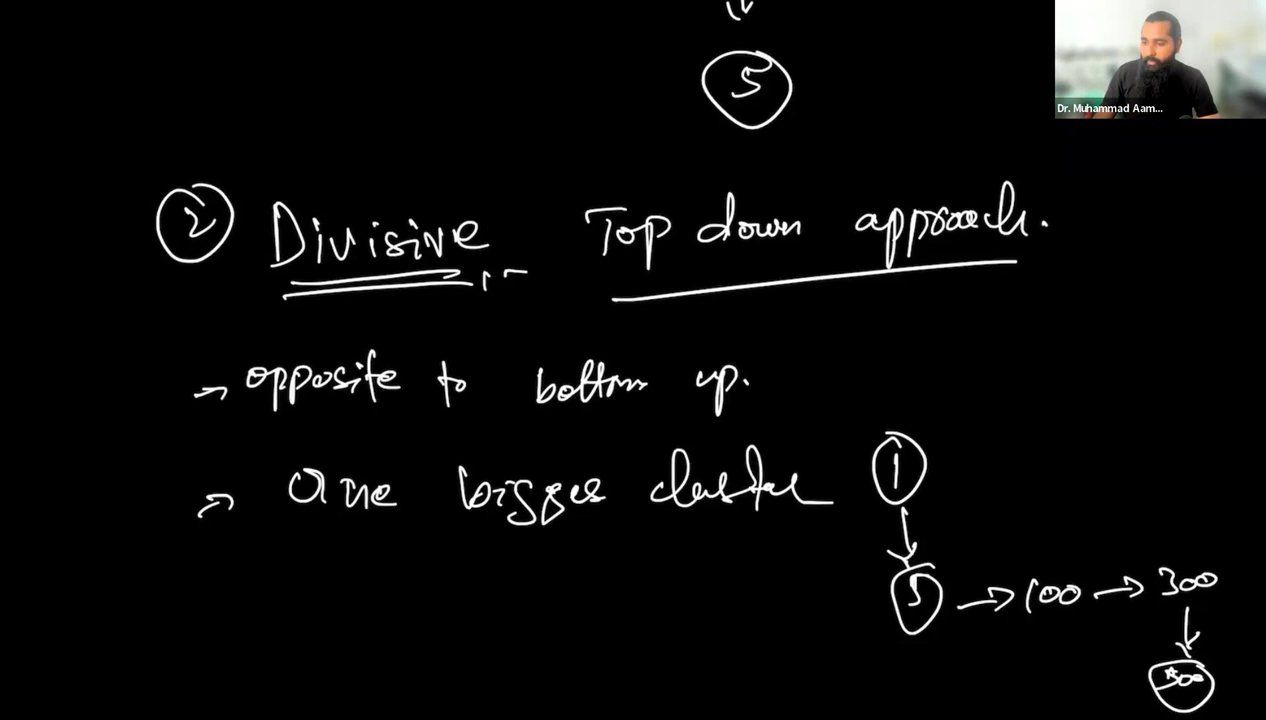 5
Dr. Muhammad Aam...
2 Divisive Top down approach.
→ opposite to bottom up.
→ One bigger cluster 1
5 → 100 → 300